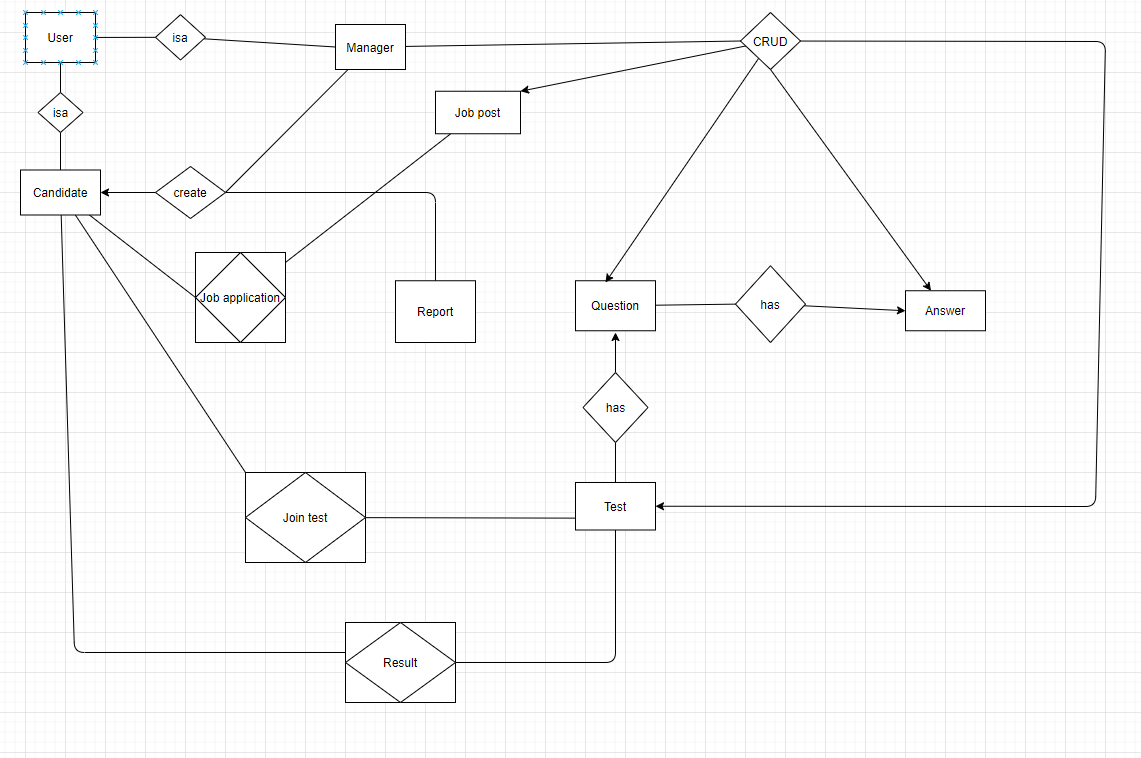 User
isa
Manager
CRUD
isa
Job post
Candidate
create
Job application
Report
Question
has
Answer
has
Join test
Test
Result